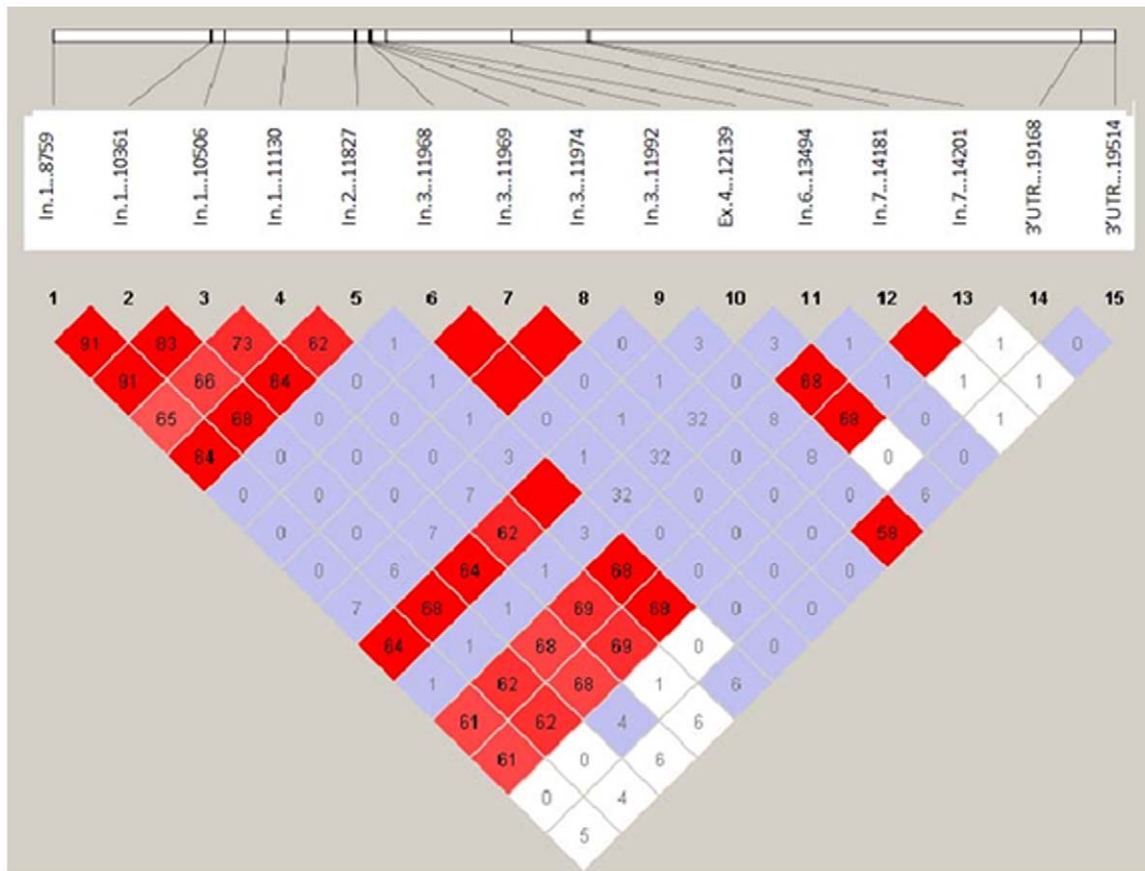 In.1...8759
In.1...10361
In.1...10506
In.1...11130
In.2...11827
In.3...11968
In.3...11969
In.3...11974
In.3...11992
Ex.4...12139
In.6...13494
In.7...14181
In.7...14201
3'UTR...19168
3'UTR...19514
1 2 3 4 5 6 7 8 9 10 11 12 13 14 15
91 83 73 62 1 0 3 3 1 1 0
91 66 64 0 1 0 1 0 68 1 1 1
65 68 0 0 1 0 1 32 8 68 0 1
64 0 0 0 3 1 32 0 8 0 0
0 0 0 7 32 0 0 0 6
0 0 7 62 3 0 0 0 58
0 6 64 1 68 0 0 0
7 68 1 69 68 0 0
64 1 68 69 0 0
1 62 68 1 6
61 62 4 6
61 0 6
0 4
5